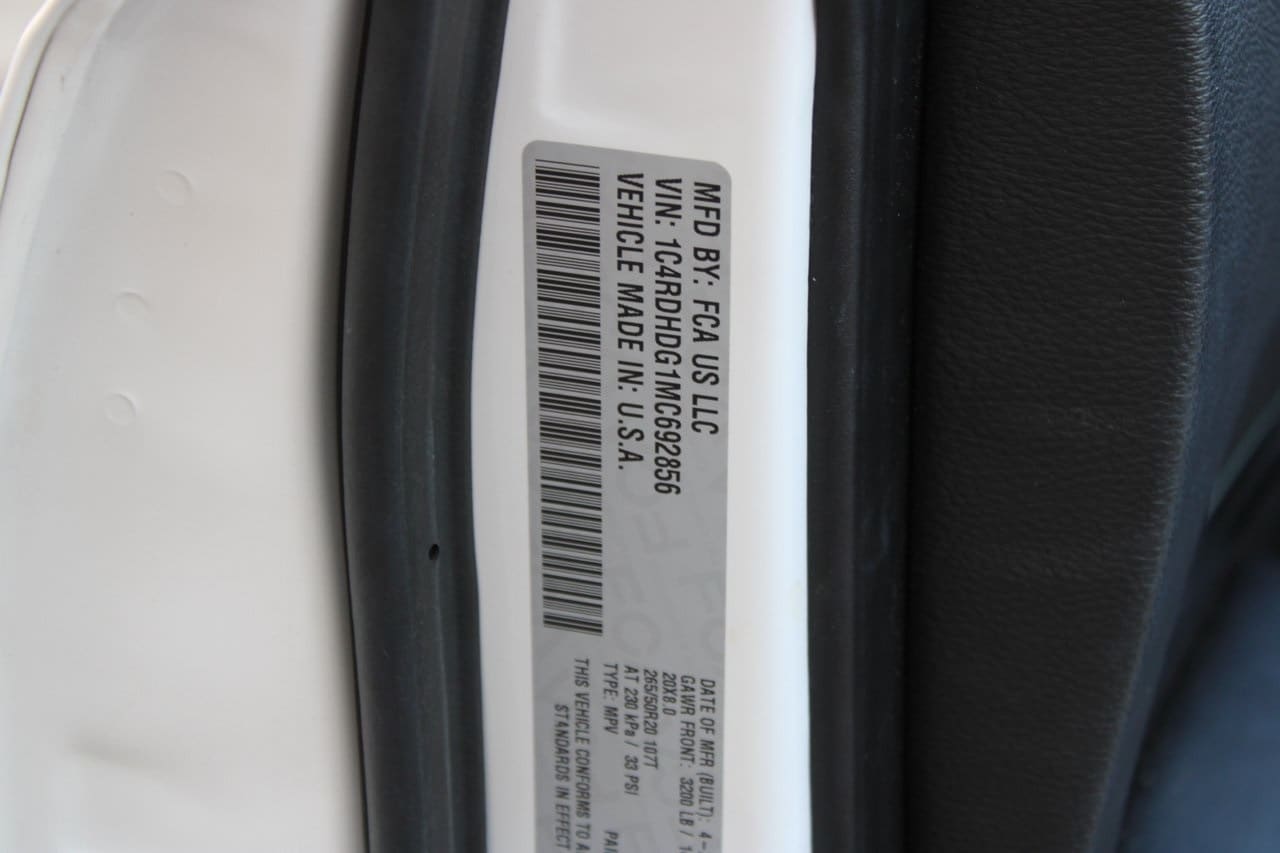 MFD BY: FCA US LLC
VIN: 1C4RDHDG1MC692856
VEHICLE MADE IN: U.S.A.
DATE OF MFR (BUILT): 4-
GAWR FRONT: 3200 LB /
20X8.0
265/50R20 107T
AT 230 kPa / 33 PSI
TYPE: MPV
THIS VEHICLE CONFORMS TO
STANDARDS IN EFFECT